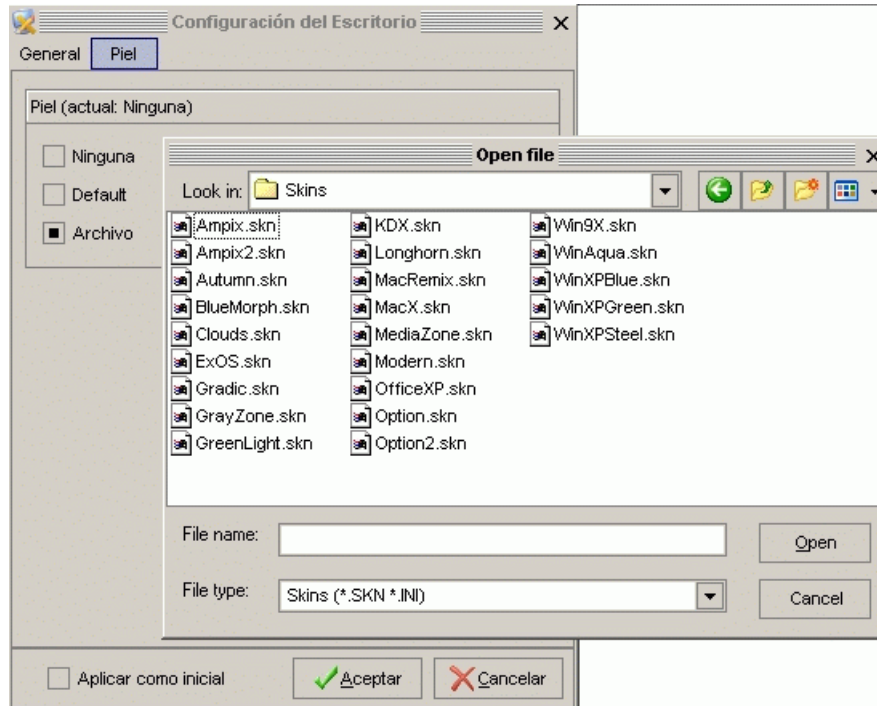 Configuración del Escritorio
General Piel
Piel (actual: Ninguna)
Ninguna
Default
Archivo
Open file
Look in: Skins
Ampix.skn KDX.skn Win9X.skn
Ampix2.skn Longhorn.skn WinAqua.skn
Autumn.skn MacRemix.skn WinXPBlue.skn
BlueMorph.skn MacX.skn WinXPGreen.skn
Clouds.skn MediaZone.skn WinXPSteel.skn
ExOS.skn Modern.skn
Gradic.skn OfficeXP.skn
GrayZone.skn Option.skn
GreenLight.skn Option2.skn
File name: Open
File type: Skins (*.SKN *.INI) Cancel
Aplicar como inicial Aceptar Cancelar